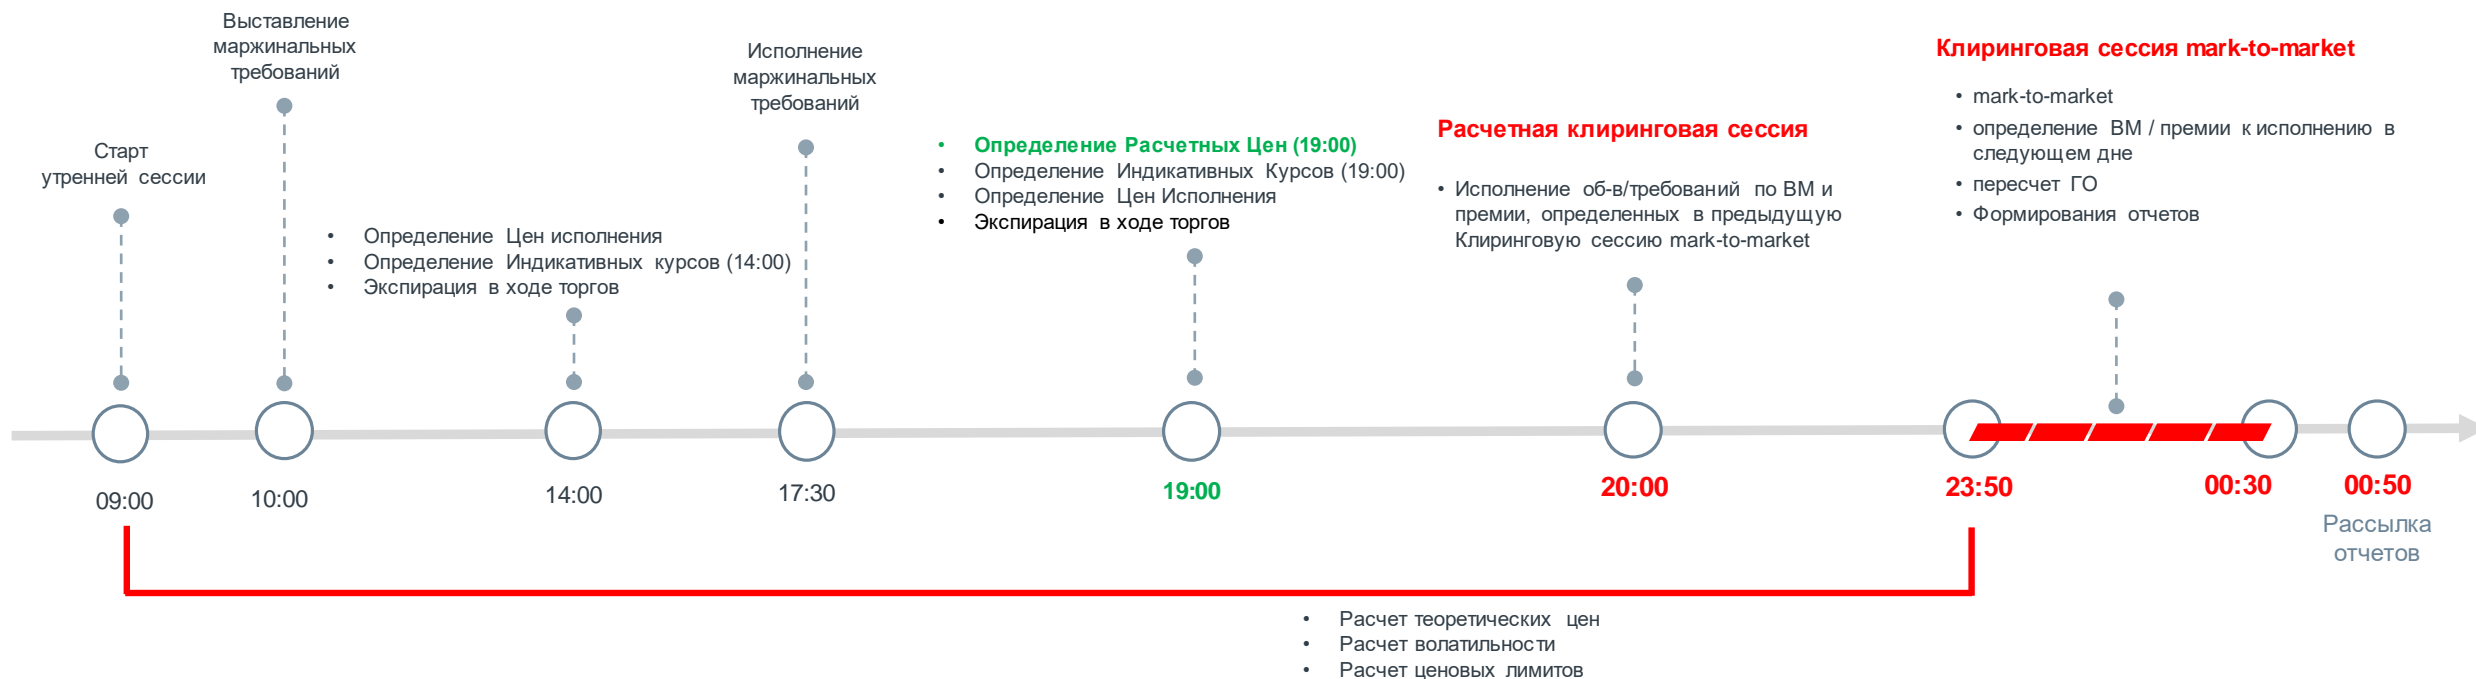 Выставление
маржинальных
требований
Старт
утренней сессии
• Определение Цен исполнения
• Определение Индикативных курсов (14:00)
• Экспирация в ходе торгов
Исполнение
маржинальных
требований
• Определение Расчетных Цен (19:00)
• Определение Индикативных Курсов (19:00)
• Определение Цен Исполнения
• Экспирация в ходе торгов
Расчетная клиринговая сессия
• Исполнение об-в/требований по ВМ и
премии, определенных в предыдущую
Клиринговую сессию mark-to-market
Клиринговая сессия mark-to-market
• mark-to-market
• определение ВМ / премии к исполнению в
следующем дне
• пересчет ГО
• Формирования отчетов
09:00
10:00
14:00
17:30
19:00
20:00
23:50
00:30
00:50
Рассылка
отчетов
• Расчет теоретических цен
• Расчет волатильности
• Расчет ценовых лимитов